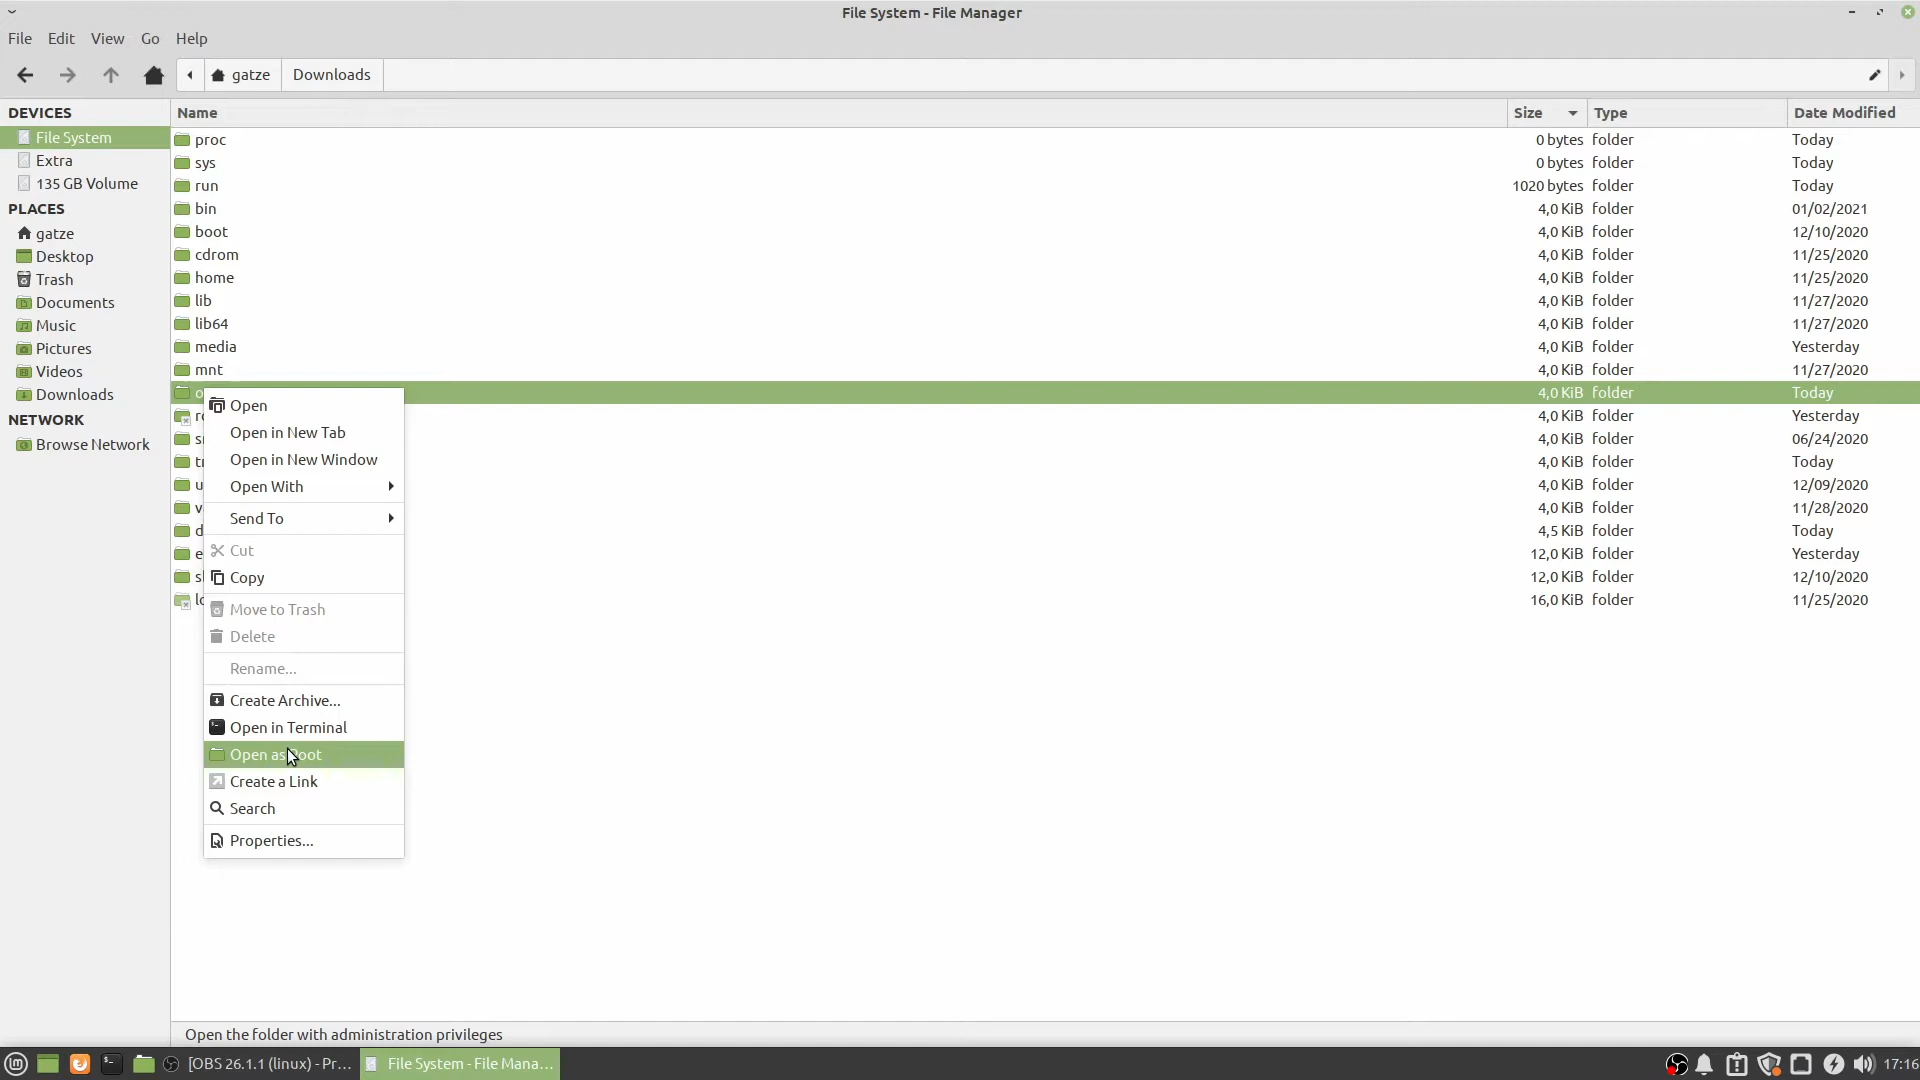 File System - File Manager
File Edit View Go Help
gatze Downloads
DEVICES
File System
Extra
135 GB Volume
PLACES
gatze
Desktop
Trash
Documents
Music
Pictures
Videos
Downloads
NETWORK
Browse Network
Name Size Type Date Modified
proc 0 bytes folder Today
sys 0 bytes folder Today
run 1020 bytes folder Today
bin 4,0 KiB folder 01/02/2021
boot 4,0 KiB folder 12/10/2020
cdrom 4,0 KiB folder 11/25/2020
home 4,0 KiB folder 11/25/2020
lib 4,0 KiB folder 11/27/2020
lib64 4,0 KiB folder 11/27/2020
media 4,0 KiB folder Yesterday
mnt 4,0 KiB folder 11/27/2020
4,0 KiB folder Today
4,0 KiB folder Yesterday
4,0 KiB folder 06/24/2020
4,0 KiB folder Today
4,0 KiB folder 12/09/2020
4,0 KiB folder 11/28/2020
4,5 KiB folder Today
12,0 KiB folder Yesterday
12,0 KiB folder 12/10/2020
16,0 KiB folder 11/25/2020
Open
Open in New Tab
Open in New Window
Open With
Send To
Cut
Copy
Move to Trash
Delete
Rename...
Create Archive...
Open in Terminal
Open as Root
Create a Link
Search
Properties...
Open the folder with administration privileges
[OBS 26.1.1 (linux) - Pr... File System - File Mana... 17:16